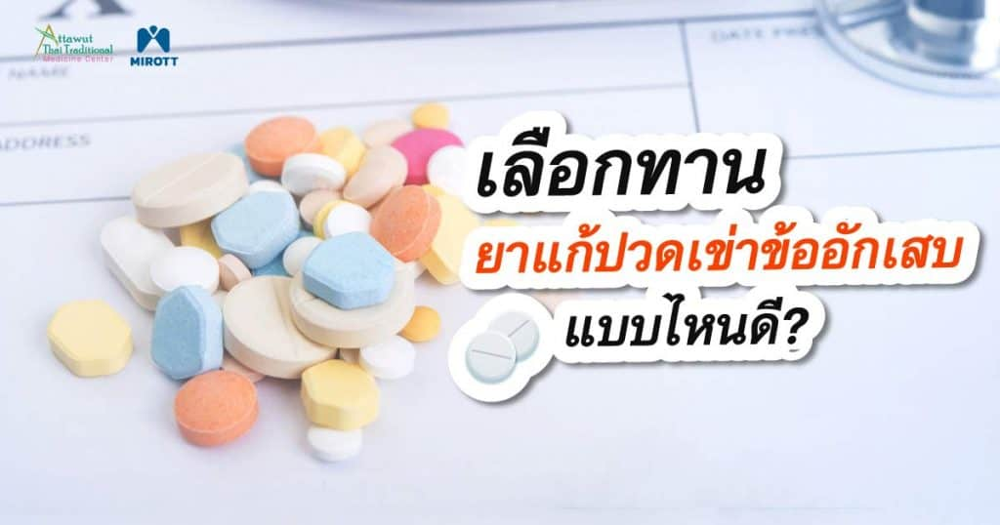 Attawut
Thai Traditional
Medicine Center
MIROTT
NAME
ADDRESS
DATE PRES
เลือกทาน
ยาแก้ปวดเข่าข้ออักเสบ
แบบไหนดี?